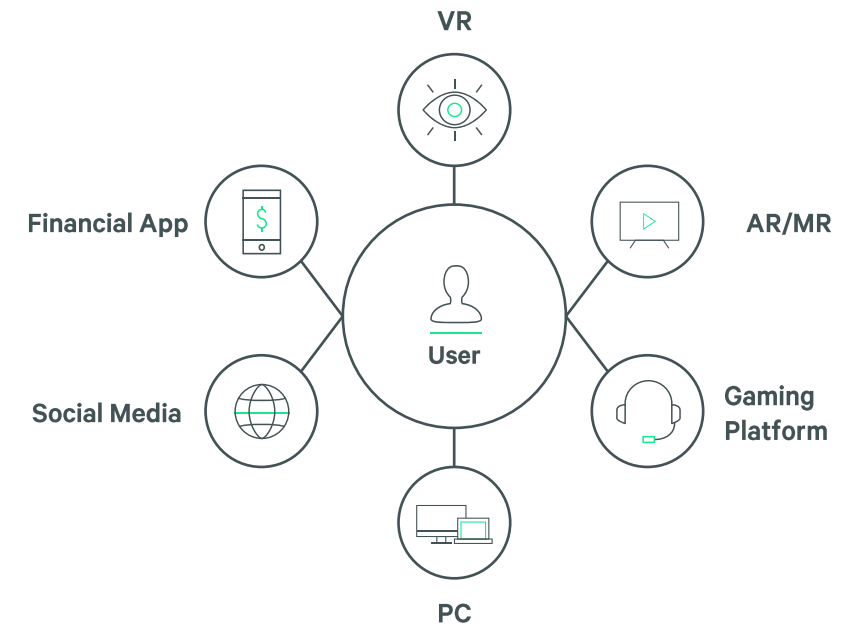 VR
Financial App
AR/MR
User
Social Media
Gaming
Platform
PC